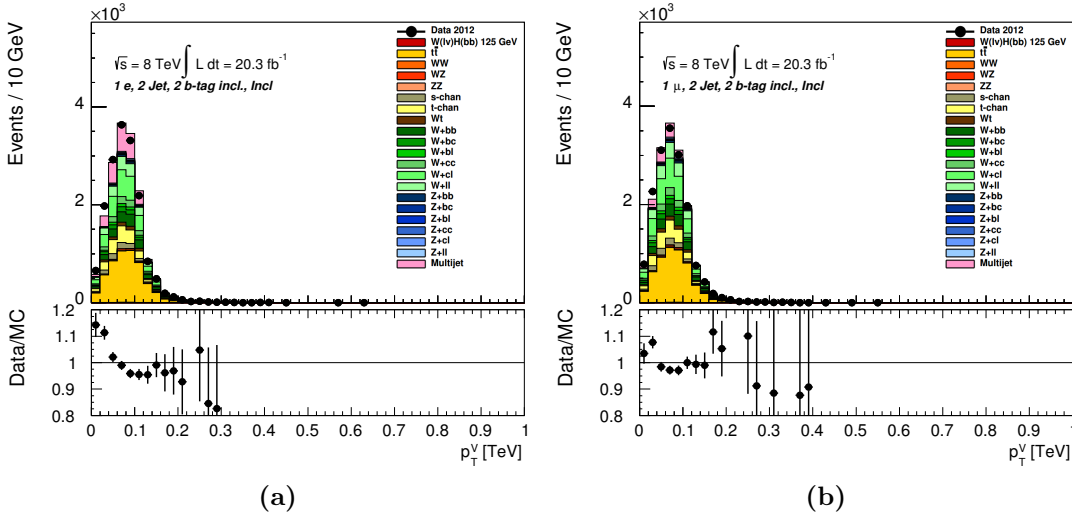 ×10³
Events / 10 GeV
4
2
0
√s = 8 TeV ∫ L dt = 20.3 fb⁻¹
1 e, 2 Jet, 2 b-tag incl., Incl
Data 2012
W(lν)H(bb) 125 GeV
tt̄
WW
WZ
ZZ
s-chan
t-chan
Wt
W+bb
W+bc
W+bl
W+cc
W+cl
W+ll
Z+bb
Z+bc
Z+bl
Z+cc
Z+cl
Z+ll
Multijet
Data/MC
1.2
1.1
1
0.9
0.8
0 0.1 0.2 0.3 0.4 0.5 0.6 0.7 0.8 0.9 1
p_T^V [TeV]
(a)
×10³
Events / 10 GeV
4
2
0
√s = 8 TeV ∫ L dt = 20.3 fb⁻¹
1 μ, 2 Jet, 2 b-tag incl., Incl
Data 2012
W(lν)H(bb) 125 GeV
tt̄
WW
WZ
ZZ
s-chan
t-chan
Wt
W+bb
W+bc
W+bl
W+cc
W+cl
W+ll
Z+bb
Z+bc
Z+bl
Z+cc
Z+cl
Z+ll
Multijet
Data/MC
1.2
1.1
1
0.9
0.8
0 0.1 0.2 0.3 0.4 0.5 0.6 0.7 0.8 0.9 1
p_T^V [TeV]
(b)